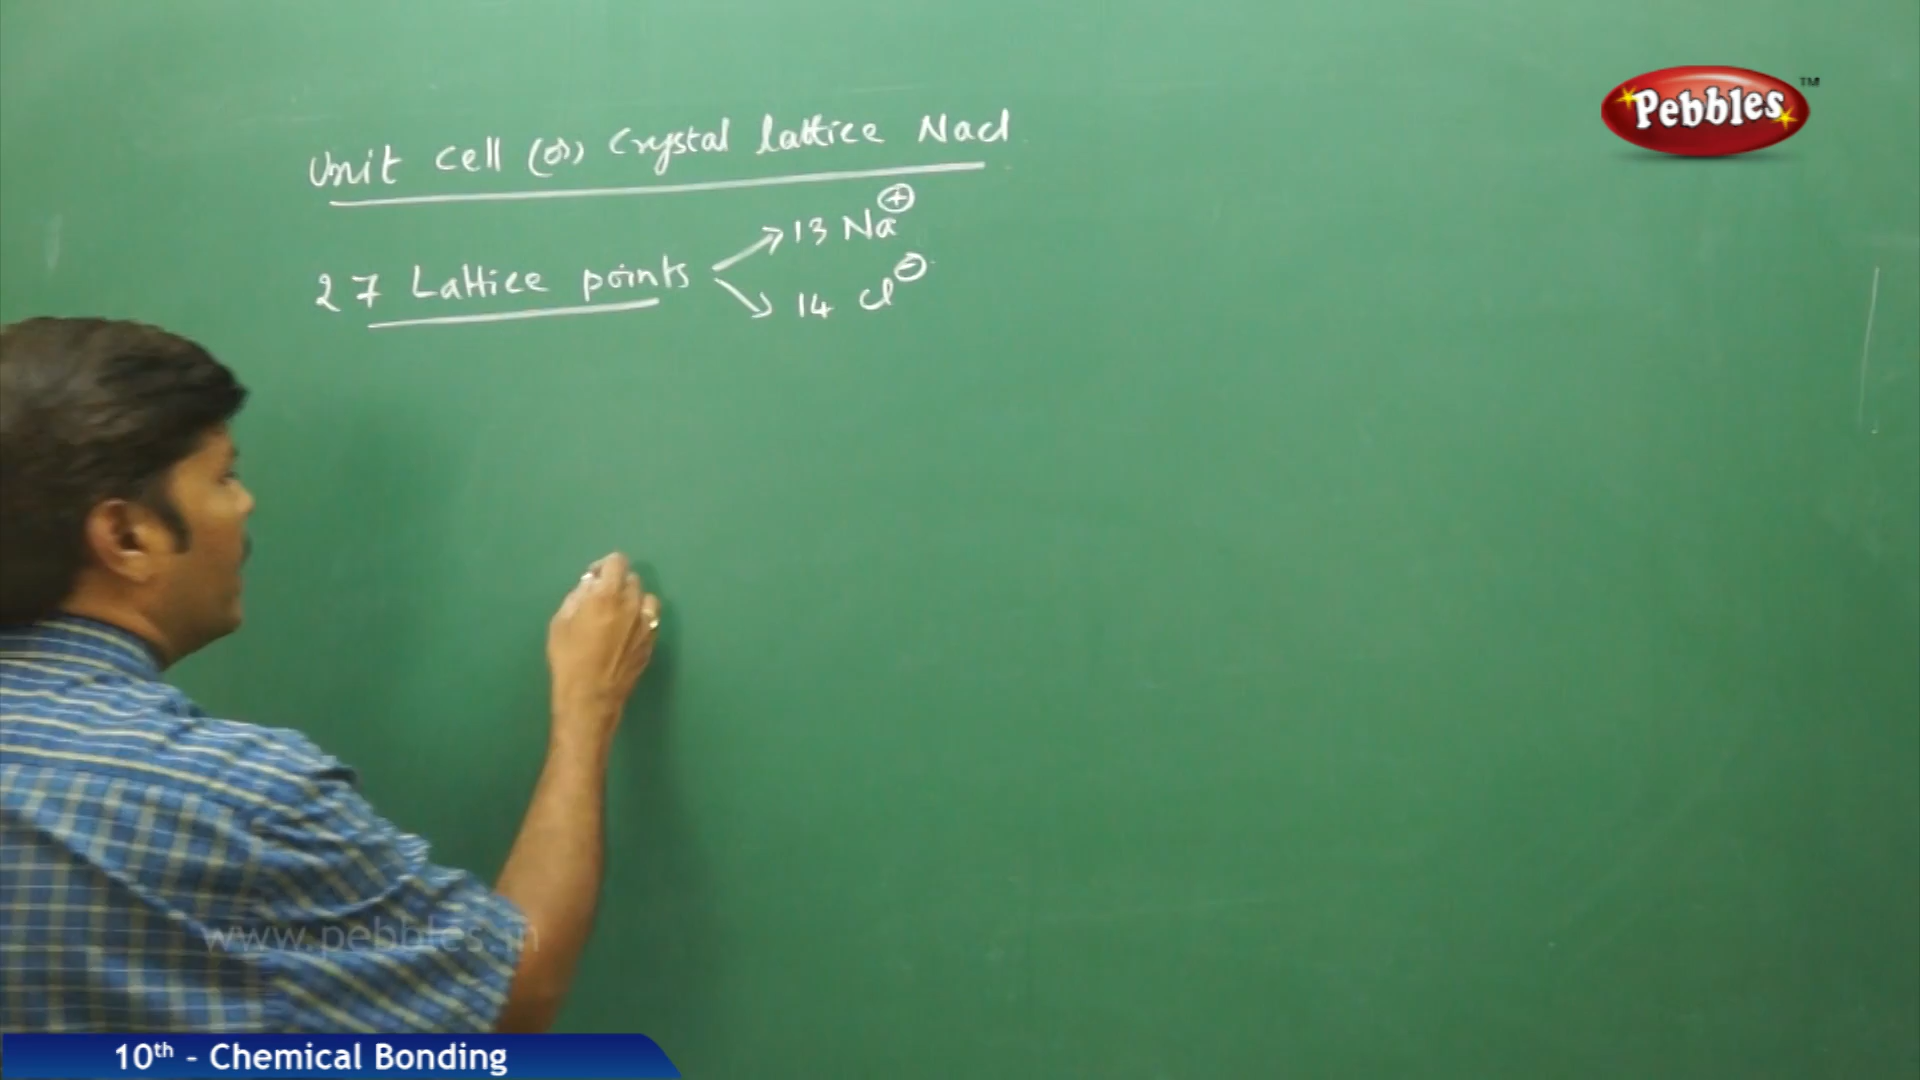 Unit cell (or) Crystal lattice Nacl
27 Lattice points
13 Na⊕
14 cl⊖
Pebbles™
www.pebbles.in
10th - Chemical Bonding